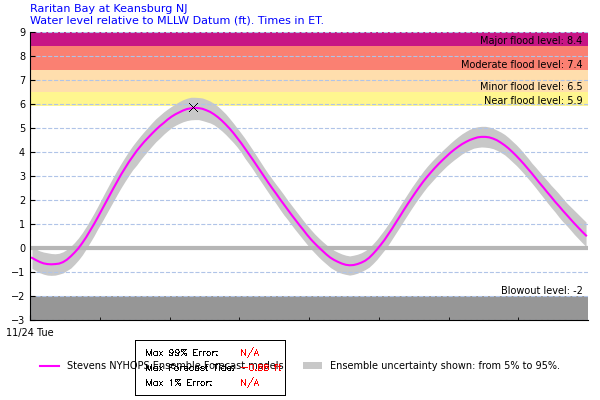 Raritan Bay at Keansburg NJ
Water level relative to MLLW Datum (ft). Times in ET.
9
Major flood level: 8.4
8
Moderate flood level: 7.4
7
Minor flood level: 6.5
Near flood level: 5.9
6
5
4
3
2
1
0
−1
Blowout level: -2
−2
−3
11/24 Tue
Max 99% Error: N/A
Stevens NYHOPS Ensemble Forecast models
Max Forecast Tide: ft
Ensemble uncertainty shown: from 5% to 95%.
Max 1% Error: N/A